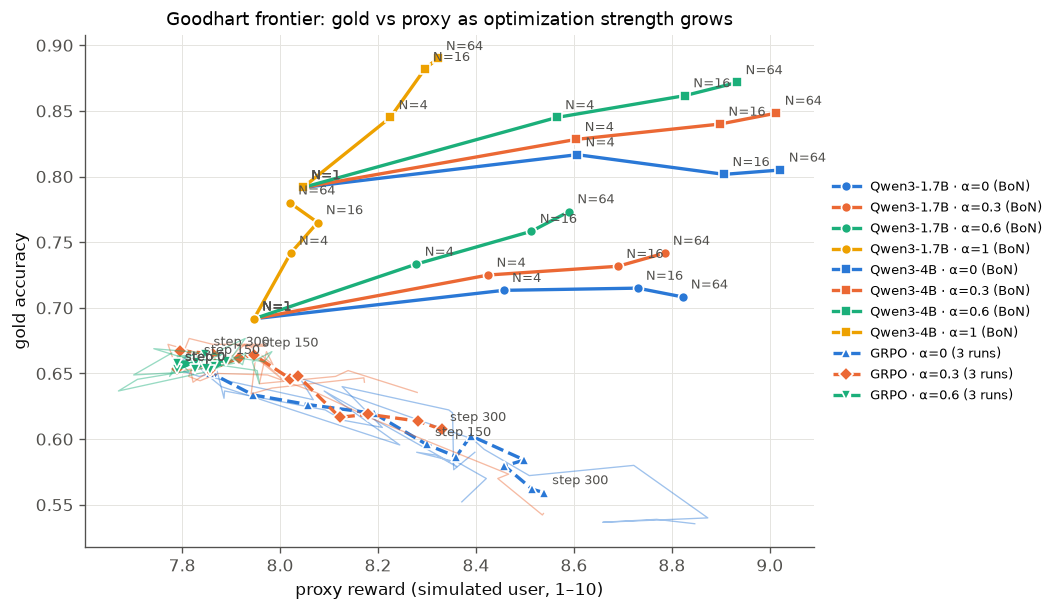 Goodhart frontier: gold vs proxy as optimization strength grows
gold accuracy
0.90
0.85
0.80
0.75
0.70
0.65
0.60
0.55
N=64
N=16
N=4
N=1
N=64
N=16
N=4
N=64
N=16
N=4
N=64
N=16
N=4
N=64
N=16
N=4
N=1
N=64
N=16
N=4
N=64
N=16
N=4
N=64
N=16
N=4
step 300
step 150
step 150
step 0
step 300
step 150
step 300
7.8
8.0
8.2
8.4
8.6
8.8
9.0
proxy reward (simulated user, 1–10)
Qwen3-1.7B · α=0 (BoN)
Qwen3-1.7B · α=0.3 (BoN)
Qwen3-1.7B · α=0.6 (BoN)
Qwen3-1.7B · α=1 (BoN)
Qwen3-4B · α=0 (BoN)
Qwen3-4B · α=0.3 (BoN)
Qwen3-4B · α=0.6 (BoN)
Qwen3-4B · α=1 (BoN)
GRPO · α=0 (3 runs)
GRPO · α=0.3 (3 runs)
GRPO · α=0.6 (3 runs)